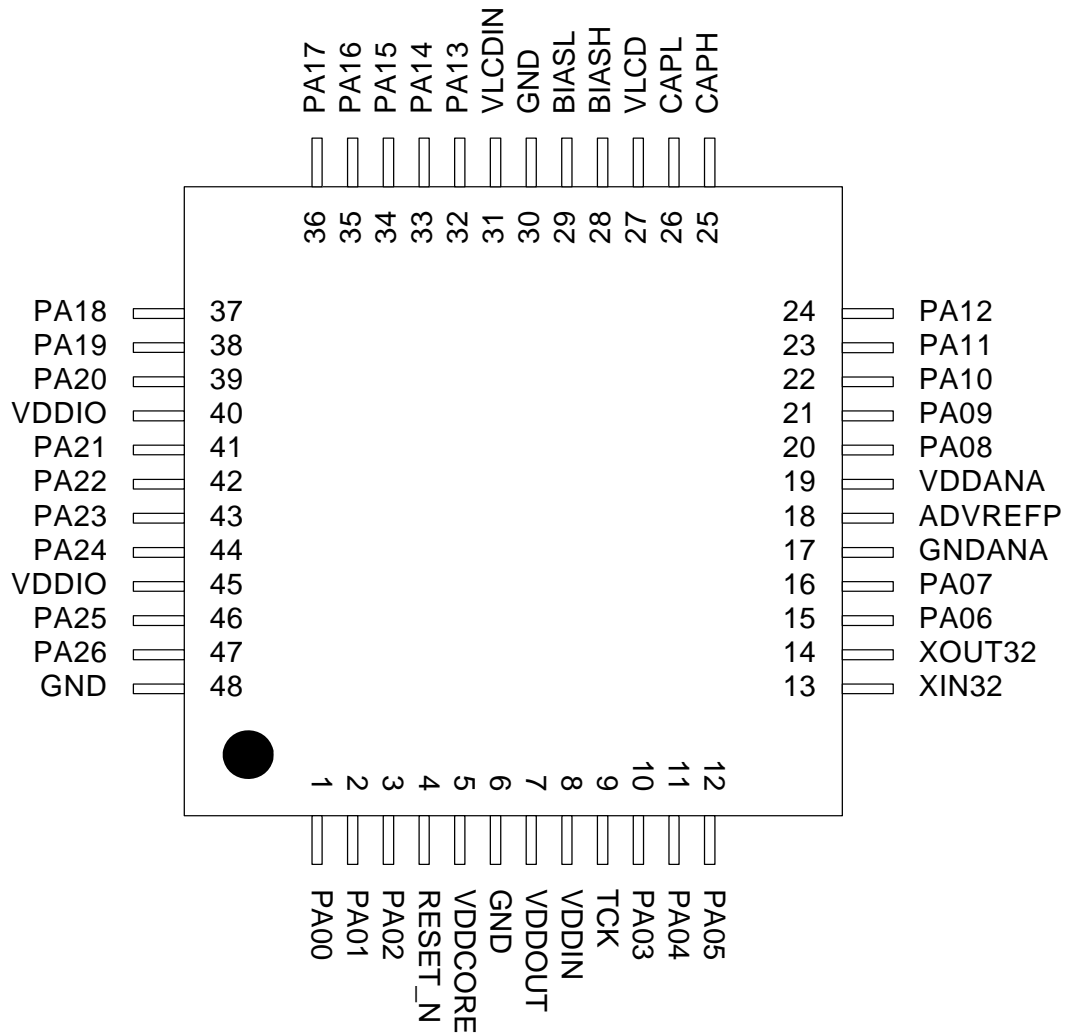 PA17
PA16
PA15
PA14
PA13
VLCDIN
GND
BIASL
BIASH
VLCD
CAPL
CAPH
36
35
34
33
32
31
30
29
28
27
26
25
PA18 37
PA19 38
PA20 39
VDDIO 40
PA21 41
PA22 42
PA23 43
PA24 44
VDDIO 45
PA25 46
PA26 47
GND 48
24 PA12
23 PA11
22 PA10
21 PA09
20 PA08
19 VDDANA
18 ADVREFP
17 GNDANA
16 PA07
15 PA06
14 XOUT32
13 XIN32
1
2
3
4
5
6
7
8
9
10
11
12
PA00
PA01
PA02
RESET_N
VDDCORE
GND
VDDOUT
VDDIN
TCK
PA03
PA04
PA05